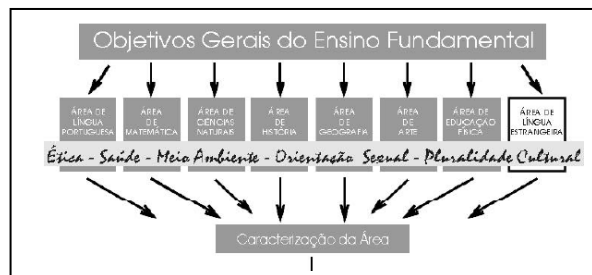 Objetivos Gerais do Ensino Fundamental
ÁREA DE LÍNGUA PORTUGUESA
ÁREA DE MATEMÁTICA
ÁREA DE CIÊNCIAS NATURAIS
ÁREA DE HISTÓRIA
ÁREA DE GEOGRAFIA
ÁREA DE ARTE
ÁREA DE EDUCAÇÃO FÍSICA
ÁREA DE LÍNGUA ESTRANGEIRA
Ética - Saúde - Meio Ambiente - Orientação Sexual - Pluralidade Cultural
Caracterização da Área